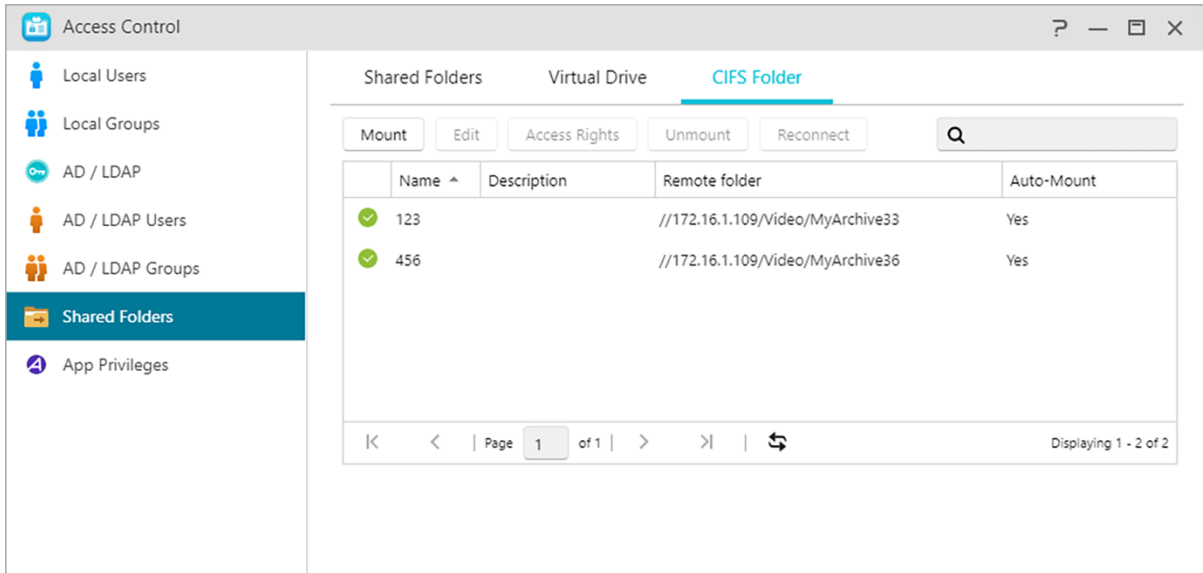 Access Control
Local Users
Local Groups
AD / LDAP
AD / LDAP Users
AD / LDAP Groups
Shared Folders
App Privileges
Shared Folders Virtual Drive CIFS Folder
Mount Edit Access Rights Unmount Reconnect
Name Description Remote folder Auto-Mount
123 //172.16.1.109/Video/MyArchive33 Yes
456 //172.16.1.109/Video/MyArchive36 Yes
Page 1 of 1 Displaying 1 - 2 of 2